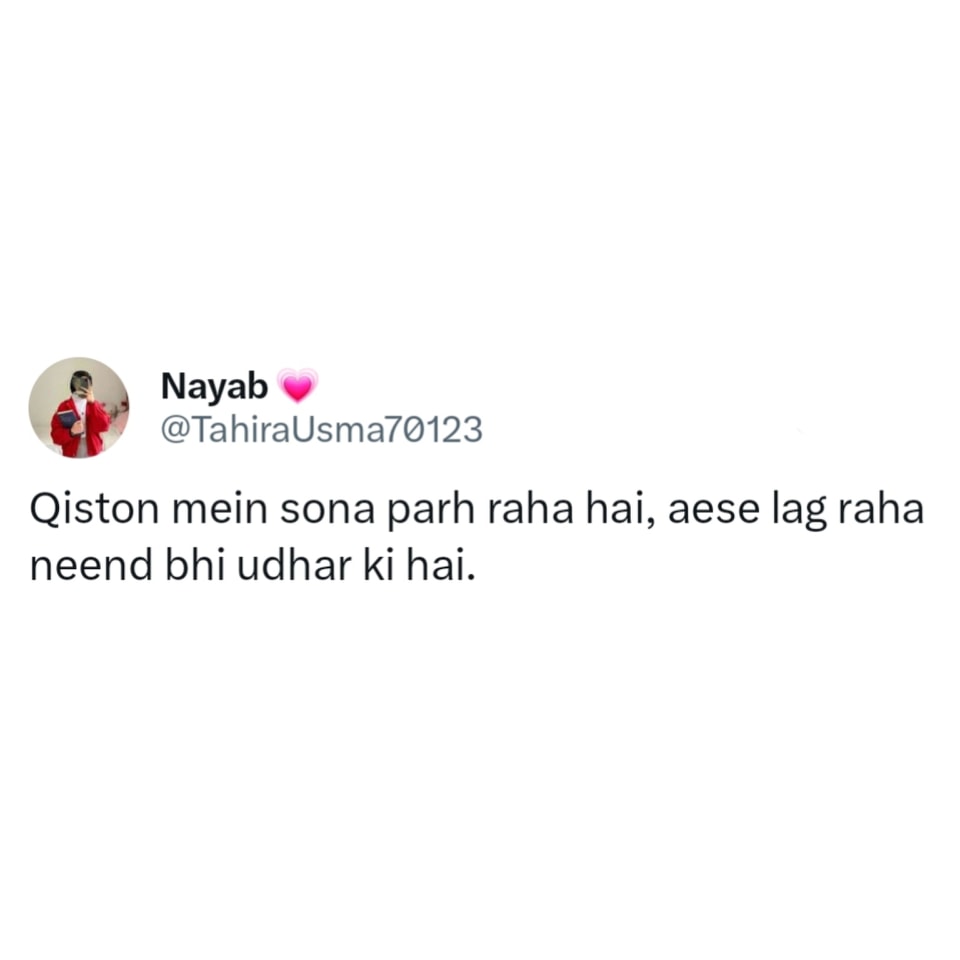 Nayab 💗
@TahiraUsma70123
Qiston mein sona parh raha hai, aese lag raha
neend bhi udhar ki hai.